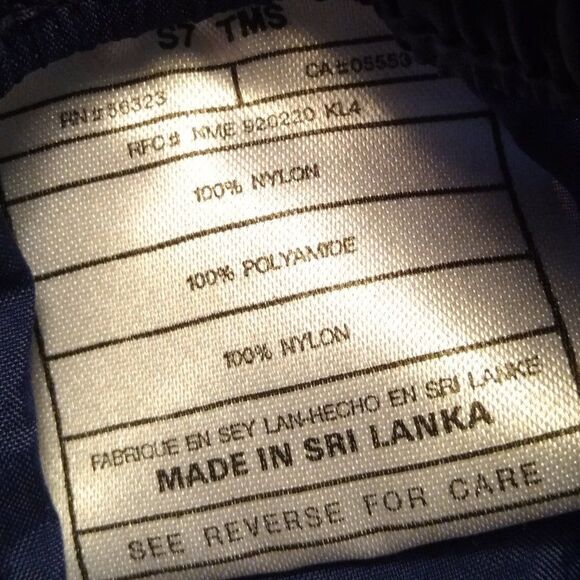 S7 TMS
RN# 56323
CA# 05553
RFC# NME 920220 KL4
100% NYLON
100% POLYAMIDE
100% NYLON
FABRIQUE EN SEY LAN-HECHO EN SRI LANKE
MADE IN SRI LANKA
SEE REVERSE FOR CARE